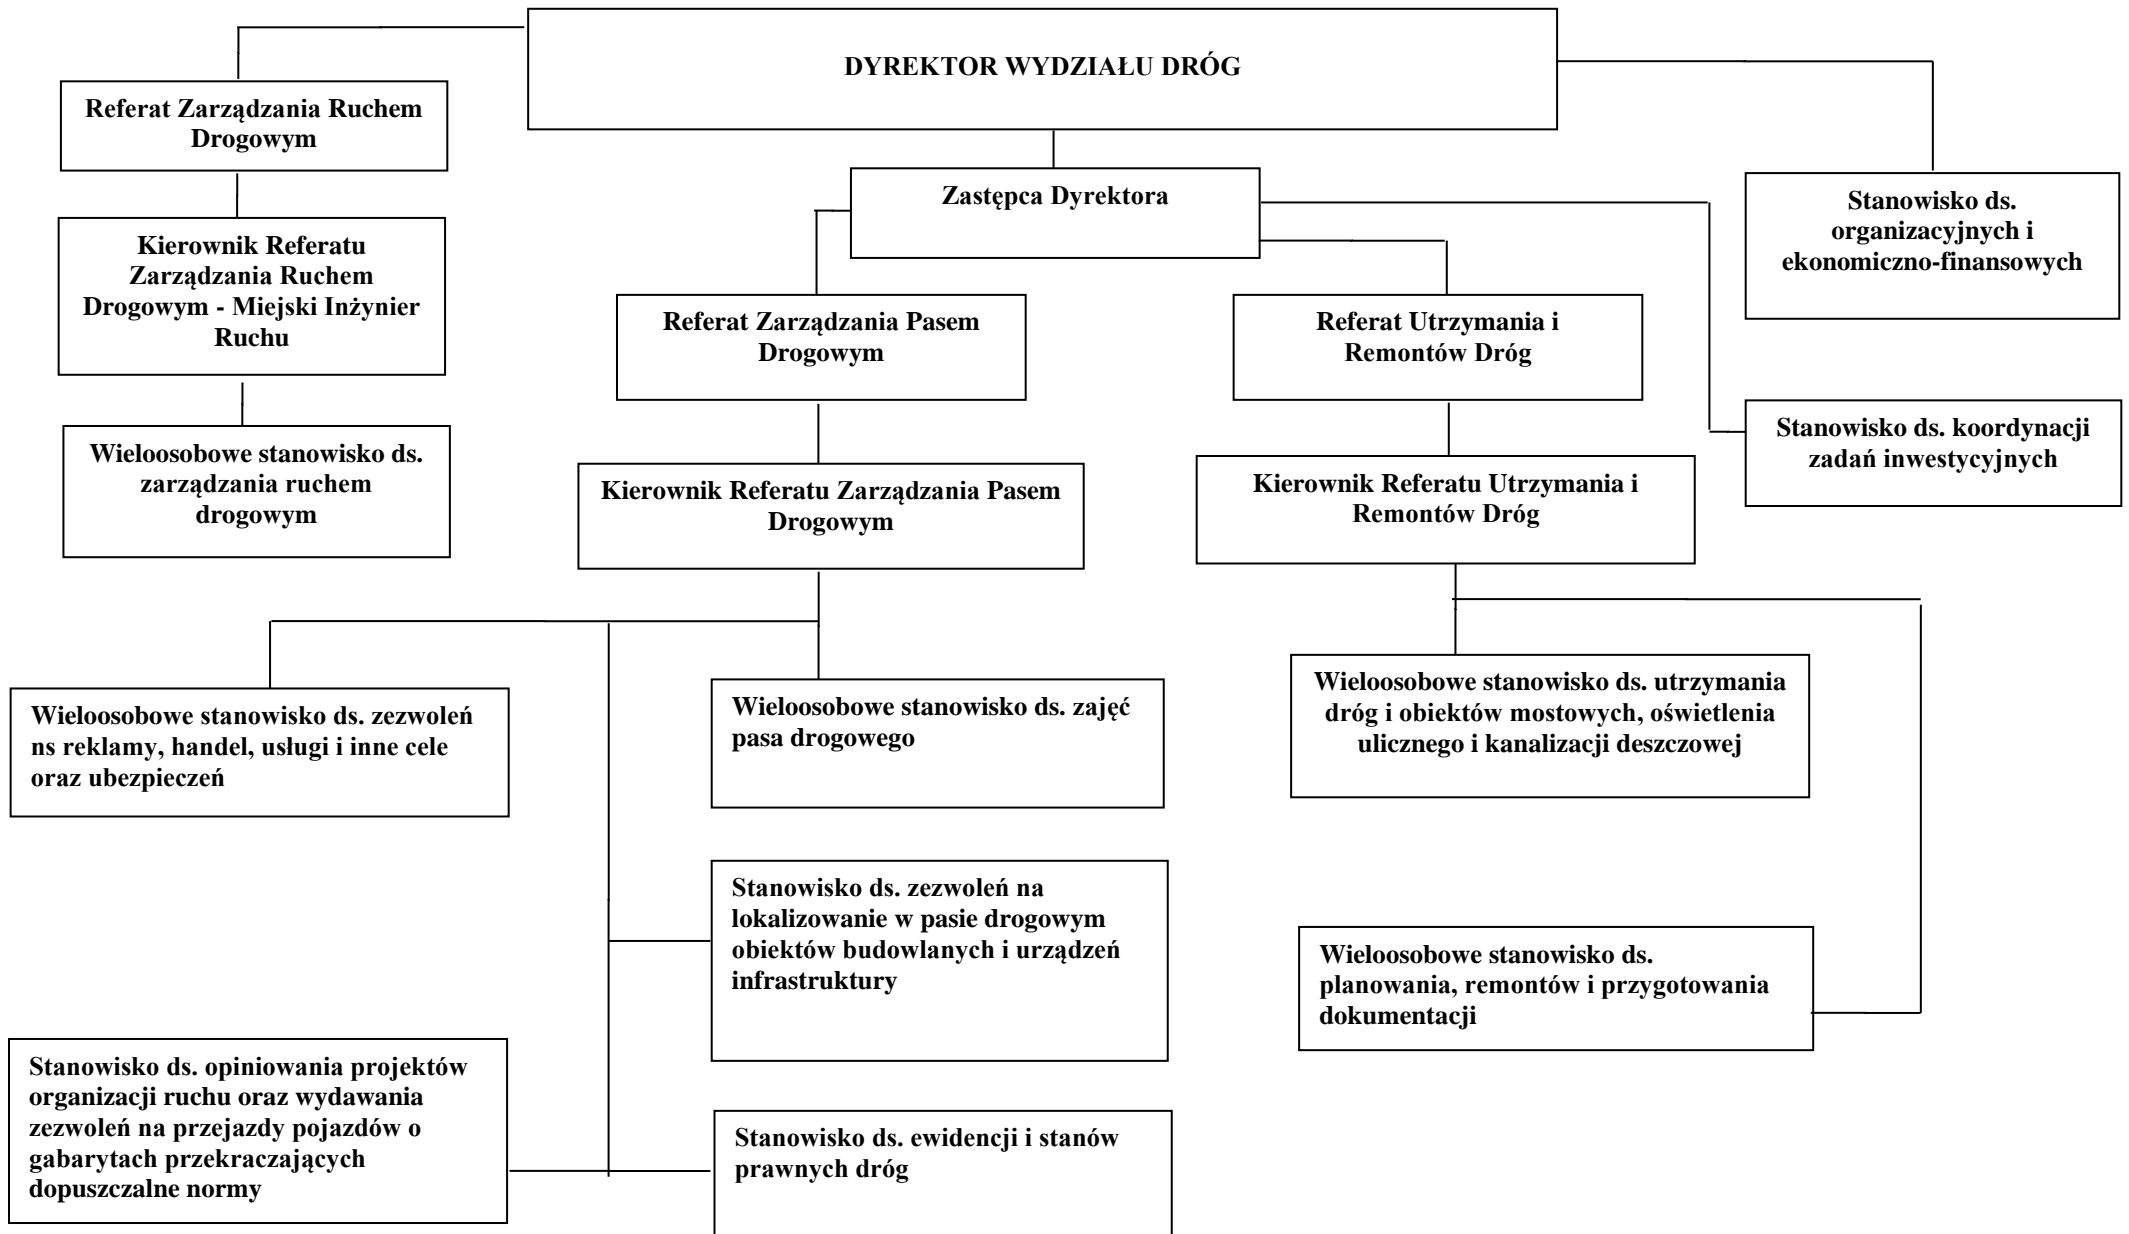 DYREKTOR WYDZIAŁU DRÓG
Referat Zarządzania Ruchem
Drogowym
Zastępca Dyrektora
Stanowisko ds.
organizacyjnych i
ekonomiczno-finansowych
Kierownik Referatu
Zarządzania Ruchem
Drogowym - Miejski Inżynier
Ruchu
Referat Zarządzania Pasem
Drogowym
Referat Utrzymania i
Remontów Dróg
Stanowisko ds. koordynacji
zadań inwestycyjnych
Wieloosobowe stanowisko ds.
zarządzania ruchem
drogowym
Kierownik Referatu Zarządzania Pasem
Drogowym
Kierownik Referatu Utrzymania i
Remontów Dróg
Wieloosobowe stanowisko ds. zezwoleń
ns reklamy, handel, usługi i inne cele
oraz ubezpieczeń
Wieloosobowe stanowisko ds. zajęć
pasa drogowego
Wieloosobowe stanowisko ds. utrzymania
dróg i obiektów mostowych, oświetlenia
ulicznego i kanalizacji deszczowej
Stanowisko ds. zezwoleń na
lokalizowanie w pasie drogowym
obiektów budowlanych i urządzeń
infrastruktury
Wieloosobowe stanowisko ds.
planowania, remontów i przygotowania
dokumentacji
Stanowisko ds. opiniowania projektów
organizacji ruchu oraz wydawania
zezwoleń na przejazdy pojazdów o
gabarytach przekraczających
dopuszczalne normy
Stanowisko ds. ewidencji i stanów
prawnych dróg